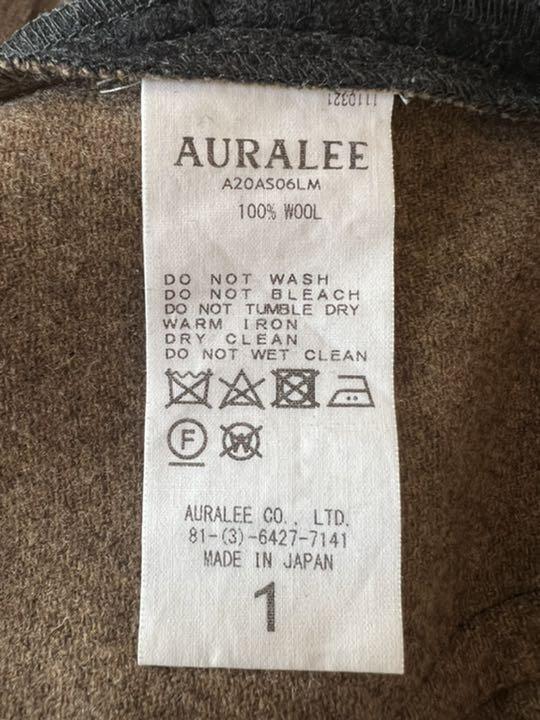 1110321
AURALEE
A20AS06LM
100% WOOL
DO NOT WASH
DO NOT BLEACH
DO NOT TUMBLE DRY
WARM IRON
DRY CLEAN
DO NOT WET CLEAN
F W
AURALEE CO., LTD.
81-(3)-6427-7141
MADE IN JAPAN
1